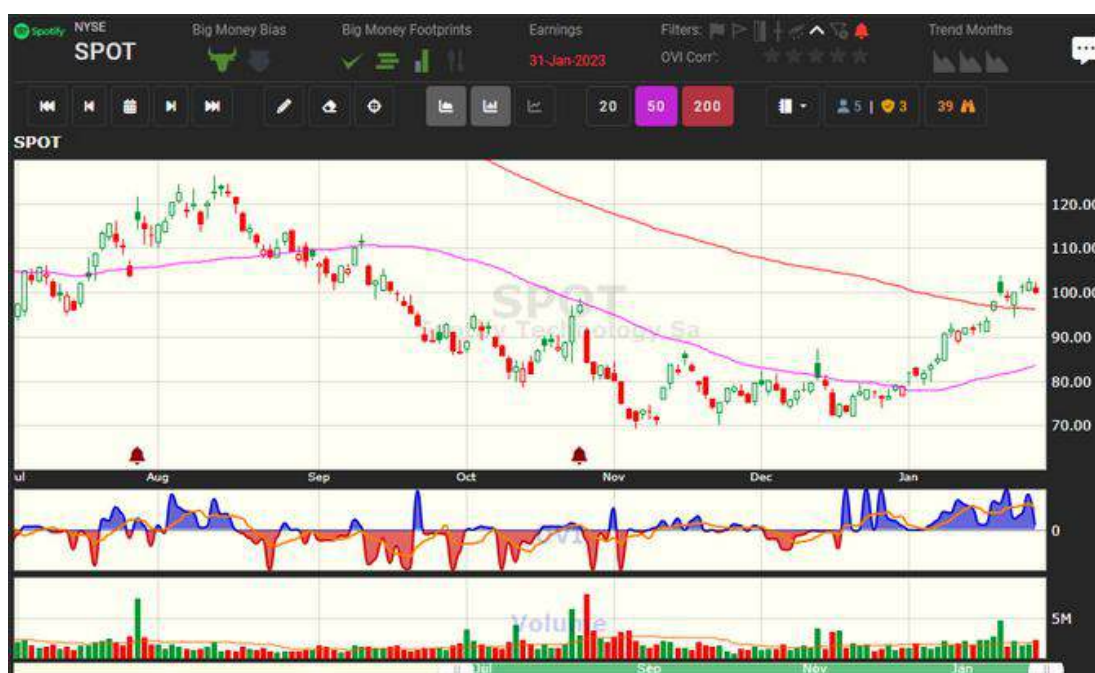 Spotify NYSE Big Money Bias Big Money Footprints Earnings Filters: Trend Months
SPOT 31-Jan-2023 OVI Corr:
20 50 200 5 | 3 39
SPOT
120.00
110.00
SPOT
100.00
Technology Sa
90.00
80.00
70.00
ul Aug Sep Oct Nov Dec Jan
OVI 0
Volume 5M
Jul Sep Nov Jan